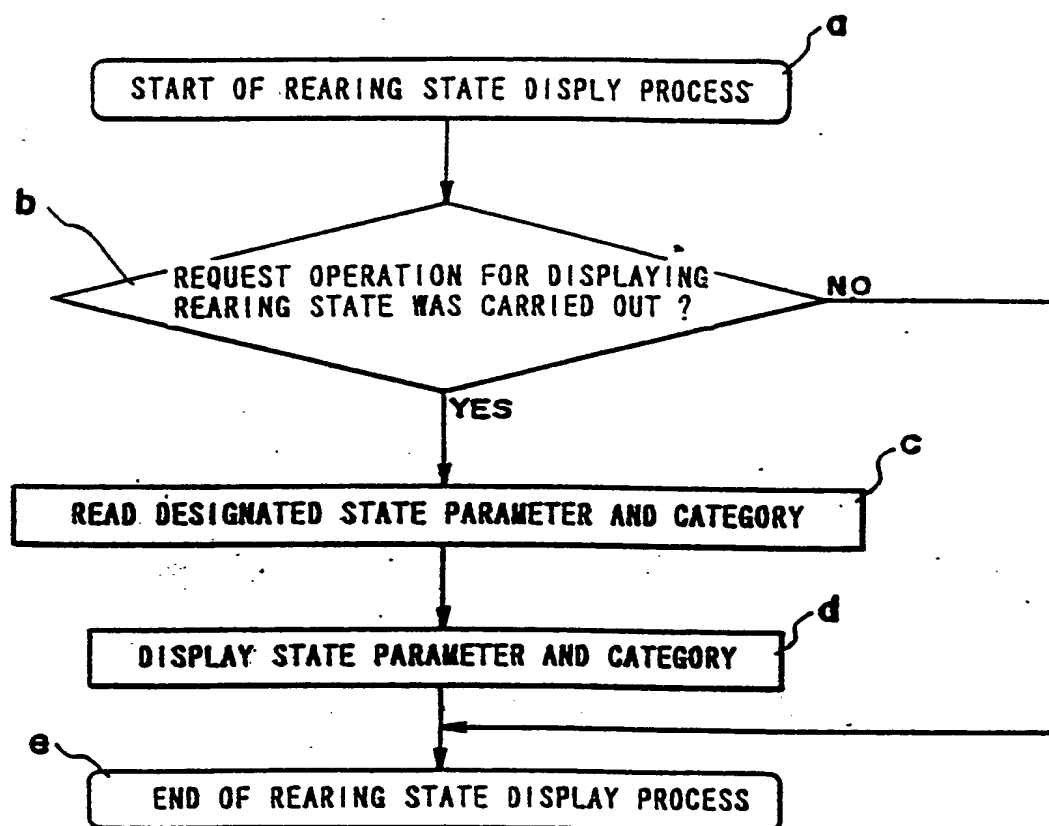 a
START OF REARING STATE DISPLY PROCESS
b
REQUEST OPERATION FOR DISPLAYING
REARING STATE WAS CARRIED OUT ?
NO
YES
c
READ DESIGNATED STATE PARAMETER AND CATEGORY
d
DISPLAY STATE PARAMETER AND CATEGORY
e
END OF REARING STATE DISPLAY PROCESS